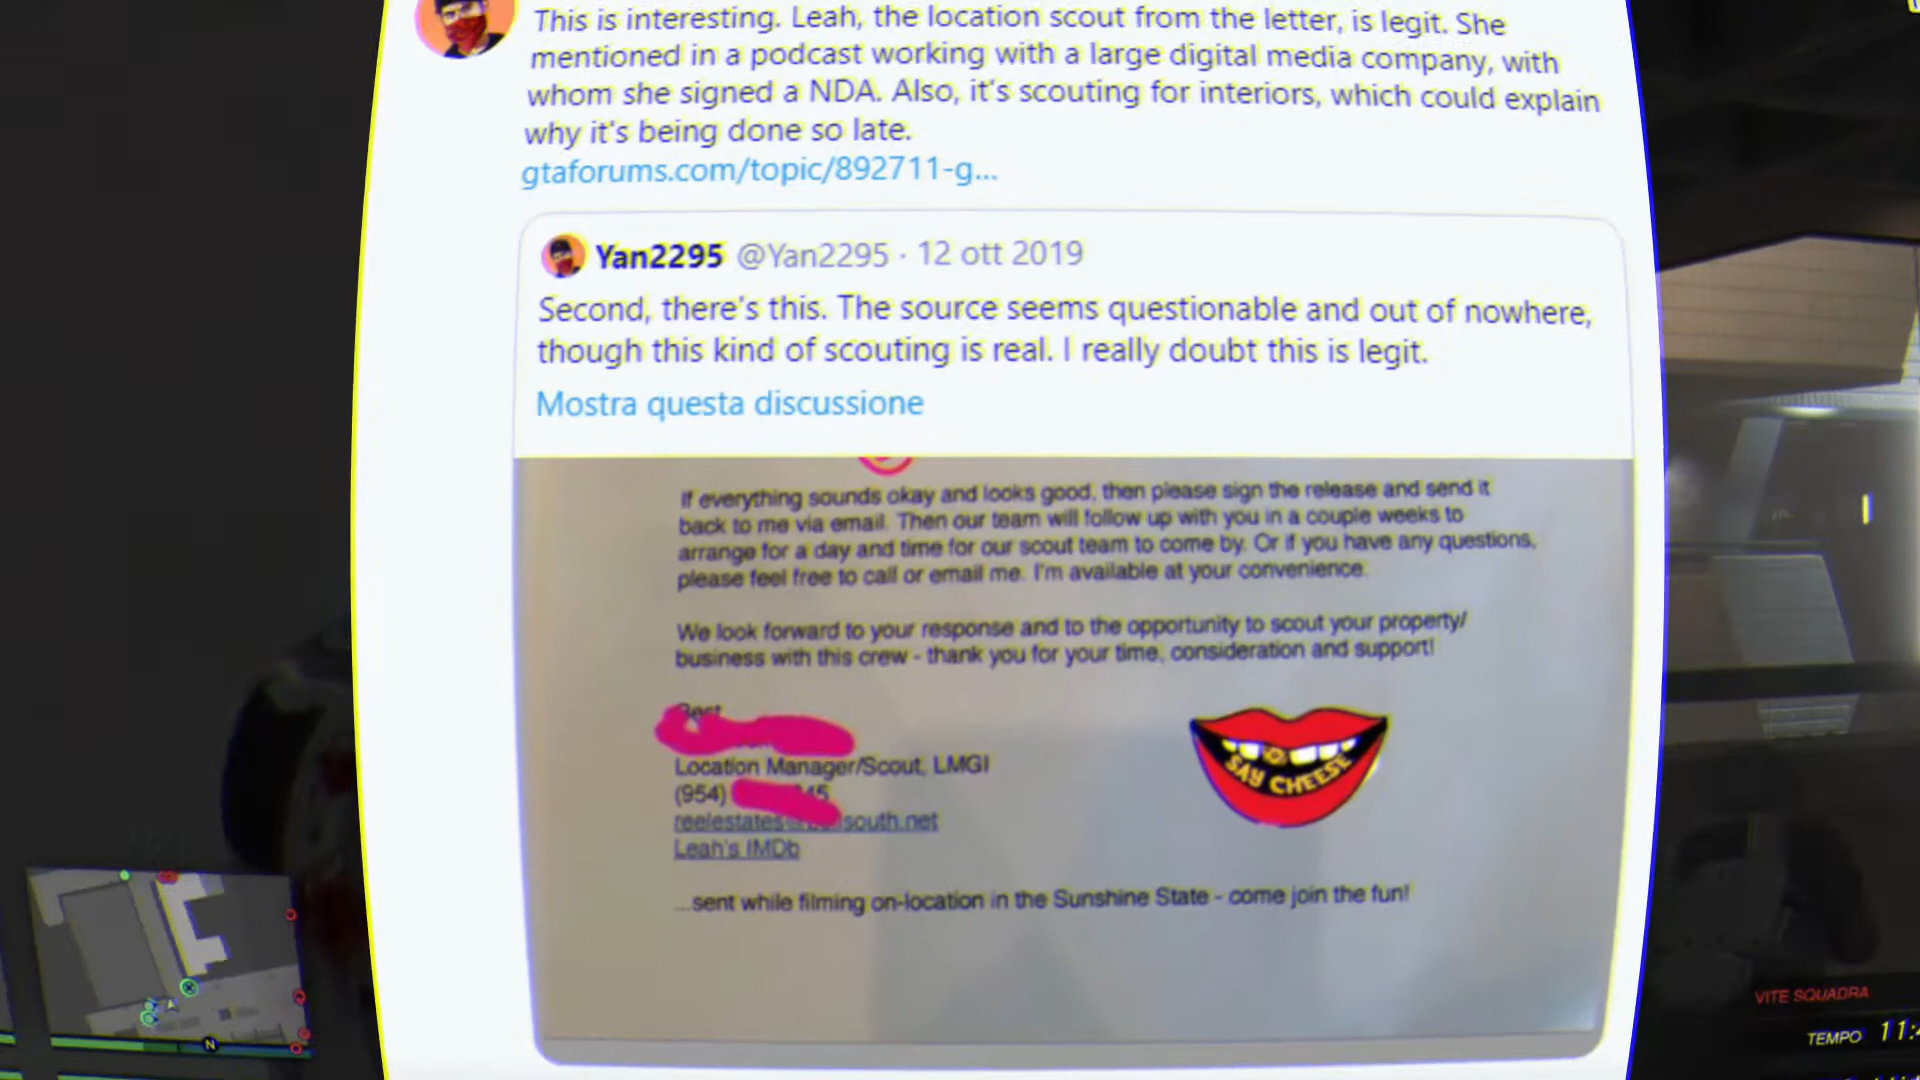 This is interesting. Leah, the location scout from the letter, is legit. She
mentioned in a podcast working with a large digital media company, with
whom she signed a NDA. Also, it's scouting for interiors, which could explain
why it's being done so late.
gtaforums.com/topic/892711-g...
Yan2295 @Yan2295 · 12 ott 2019
Second, there's this. The source seems questionable and out of nowhere,
though this kind of scouting is real. I really doubt this is legit.
Mostra questa discussione
If everything sounds okay and looks good, then please sign the release and send it
back to me via email. Then our team will follow up with you in a couple weeks to
arrange for a day and time for our scout team to come by. Or if you have any questions,
please feel free to call or email me. I'm available at your convenience.
We look forward to your response and to the opportunity to scout your property/
business with this crew - thank you for your time, consideration and support!
Best
Location Manager/Scout, LMGI
(954) 45
reelestates south.net
Leah's IMDb
SAY CHEESE
...sent while filming on-location in the Sunshine State - come join the fun!
N
VITE SQUADRA
TEMPO 11: